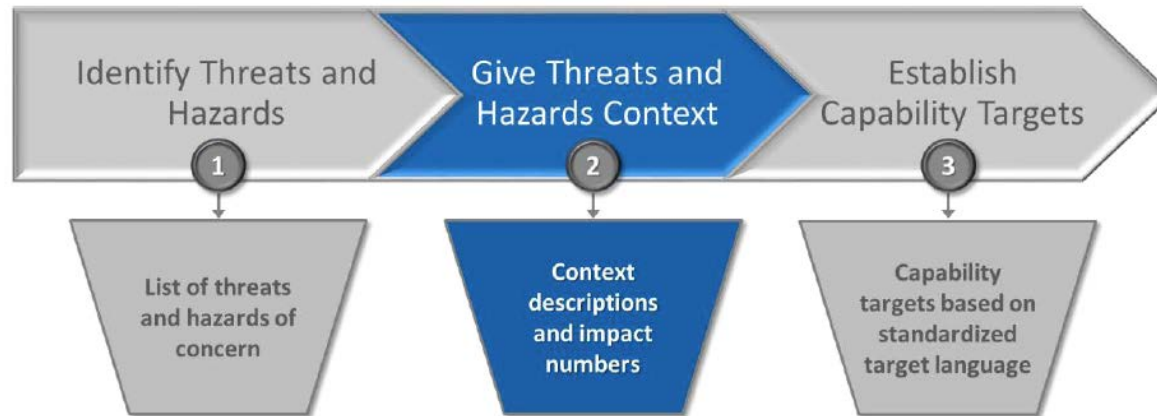 Identify Threats and
Hazards
1
Give Threats and
Hazards Context
2
Establish
Capability Targets
3
List of threats
and hazards of
concern
Context
descriptions
and impact
numbers
Capability
targets based on
standardized
target language